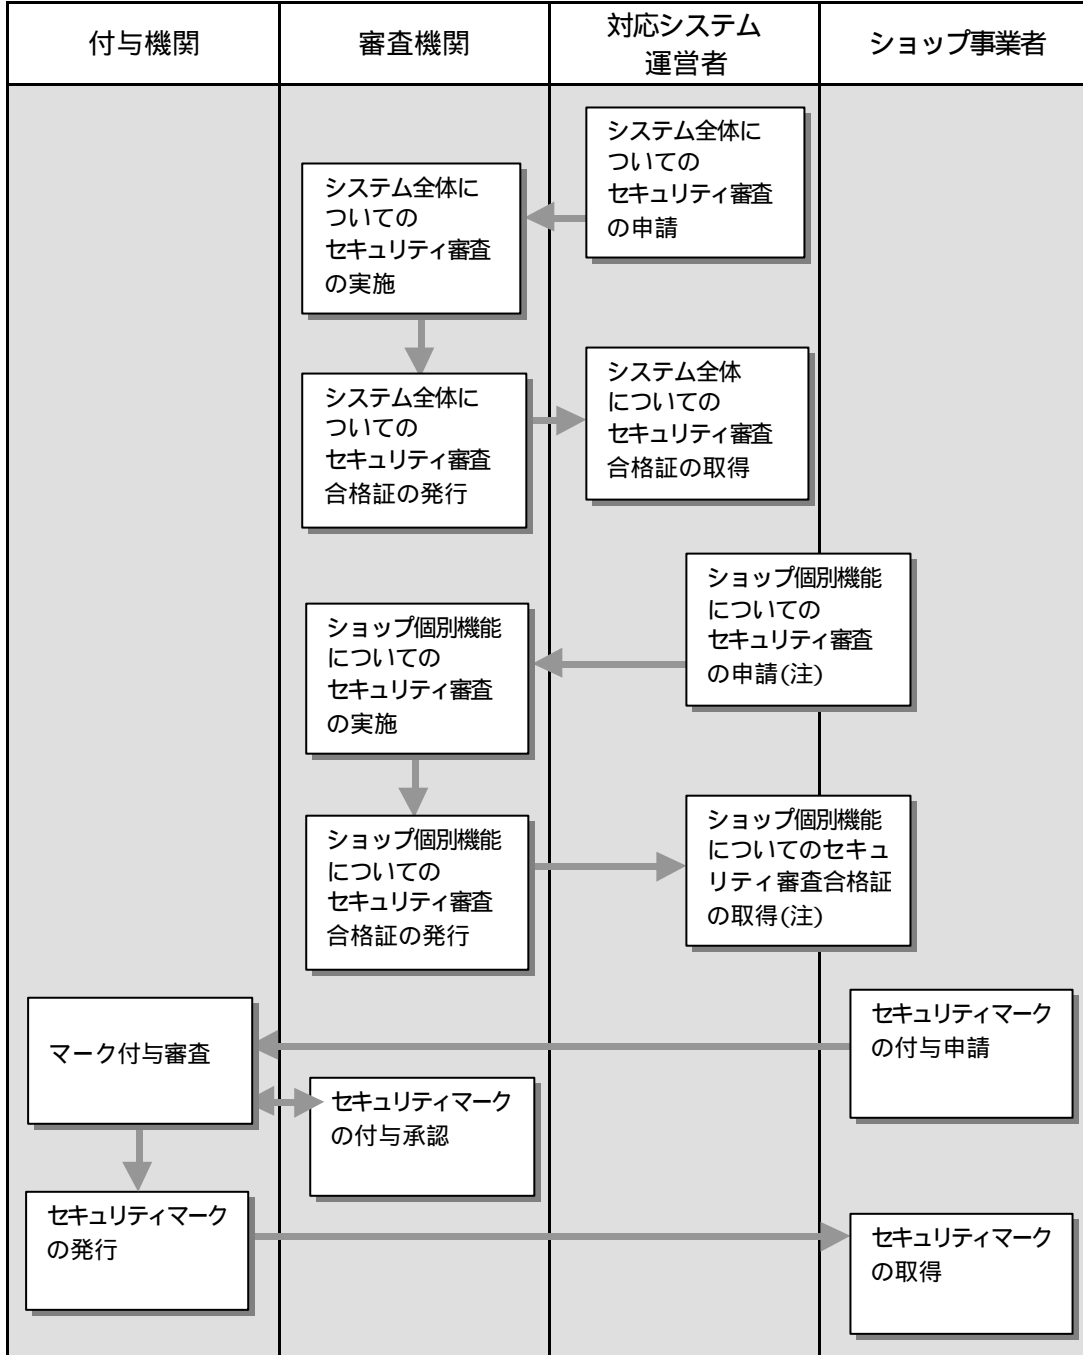 付与機関
審査機関
対応システム
運営者
ショップ事業者
システム全体に
ついての
セキュリティ審査
の申請
システム全体に
ついての
セキュリティ審査
の実施
システム全体に
ついての
セキュリティ審査
合格証の発行
システム全体
についての
セキュリティ審査
合格証の取得
ショップ個別機能
についての
セキュリティ審査
の申請(注)
ショップ個別機能
についての
セキュリティ審査
の実施
ショップ個別機能
についての
セキュリティ審査
合格証の発行
ショップ個別機能
についてのセキュ
リティ審査合格証
の取得(注)
セキュリティマーク
の付与申請
マーク付与審査
セキュリティマーク
の付与承認
セキュリティマーク
の発行
セキュリティマーク
の取得